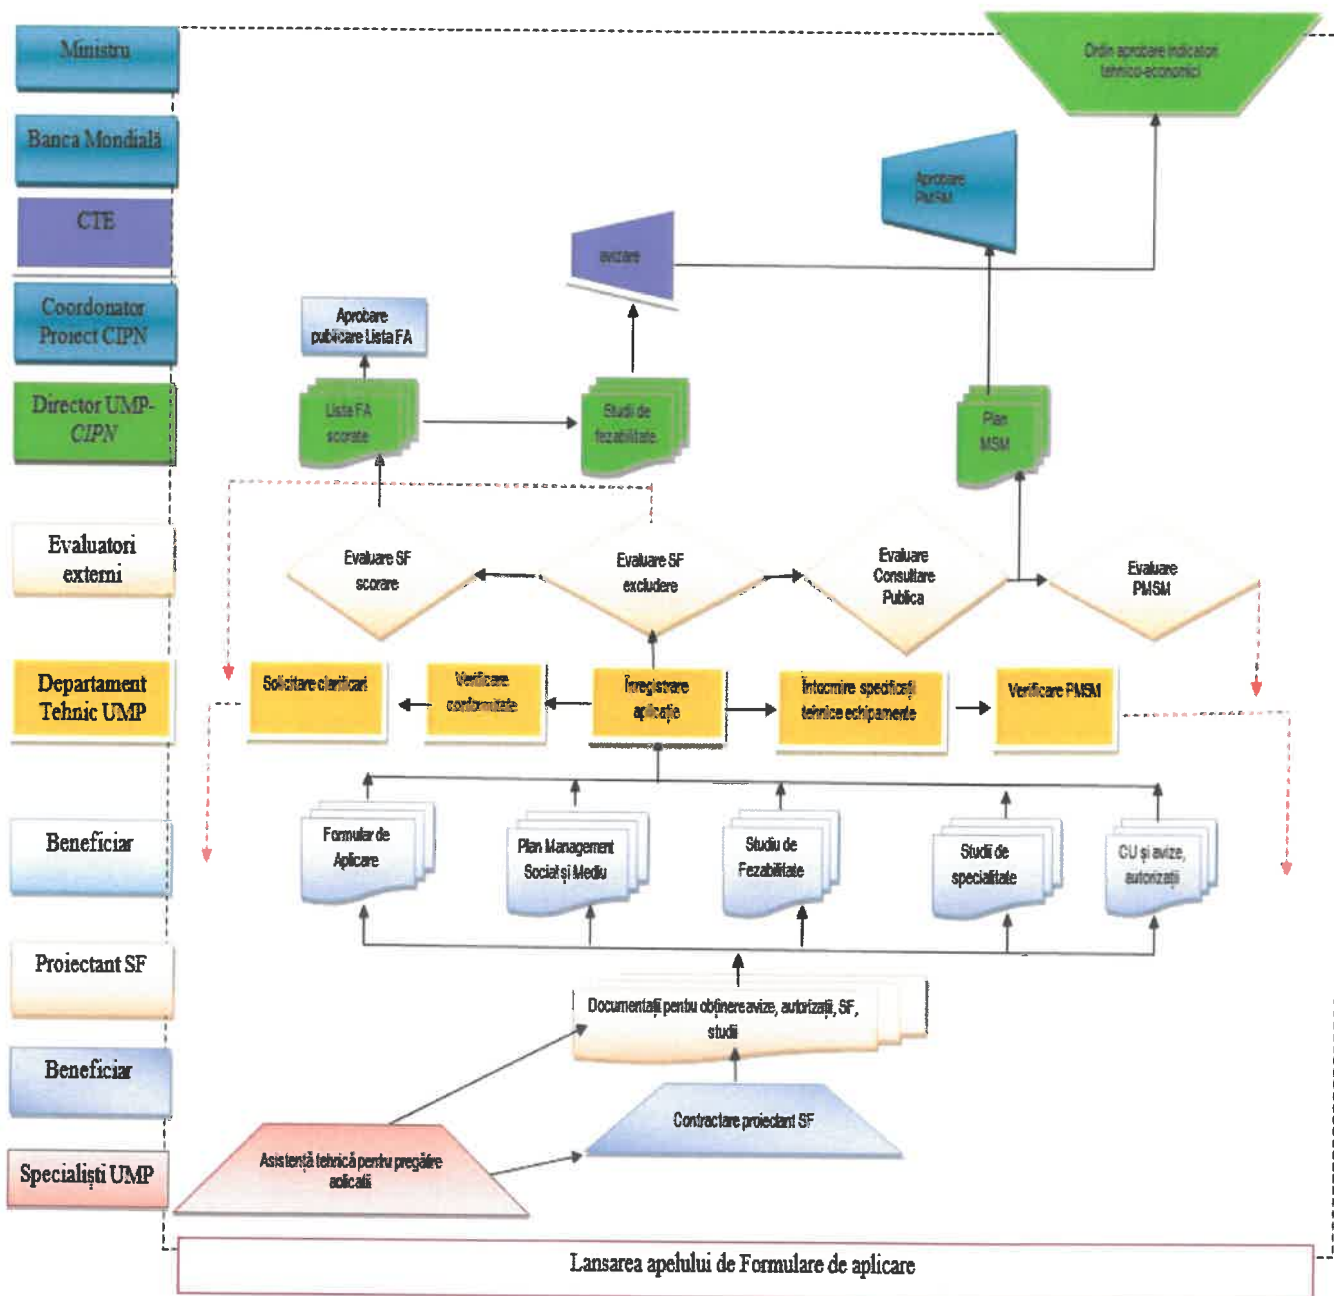 Ministru
Ordin aprobare indicatori
tehnico-economici
Banca Mondială
Aprobare
PMSM
CTE
avizare
Coordonator
Proiect CIPN
Aprobare
publicare Lista FA
Director UMP-
CIPN
Lista FA
scorate
Studii de
fezabilitate
Plan
MSM
Evaluatori
externi
Evaluare SF
scorare
Evaluare SF
excludere
Evaluare
Consultare
Publica
Evaluare
PMSM
Departament
Tehnic UMP
Solicitare clarificari
Verificare
conformitate
Înregistrare
aplicație
Întocmire specificații
tehnice echipamente
Verificare PMSM
Beneficiar
Formular de
Aplicare
Plan Management
Social și Mediu
Studiu de
Fezabilitate
Studii de
specialitate
CU și avize,
autorizații
Proiectant SF
Documentații pentru obținere avize, autorizații, SF,
studii
Beneficiar
Contractare proiectant SF
Specialiști UMP
Asistență tehnică pentru pregătire
aplicatii
Lansarea apelului de Formulare de aplicare